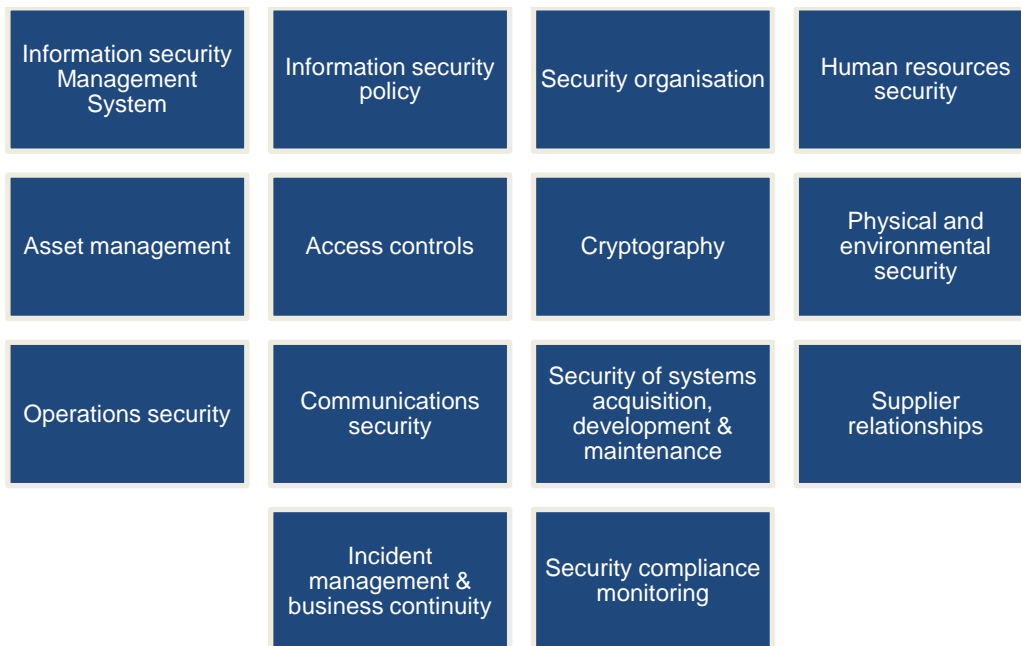 Information security
Management
System
Information security
policy
Security organisation
Human resources
security
Asset management
Access controls
Cryptography
Physical and
environmental
security
Operations security
Communications
security
Security of systems
acquisition,
development &
maintenance
Supplier
relationships
Incident
management &
business continuity
Security compliance
monitoring